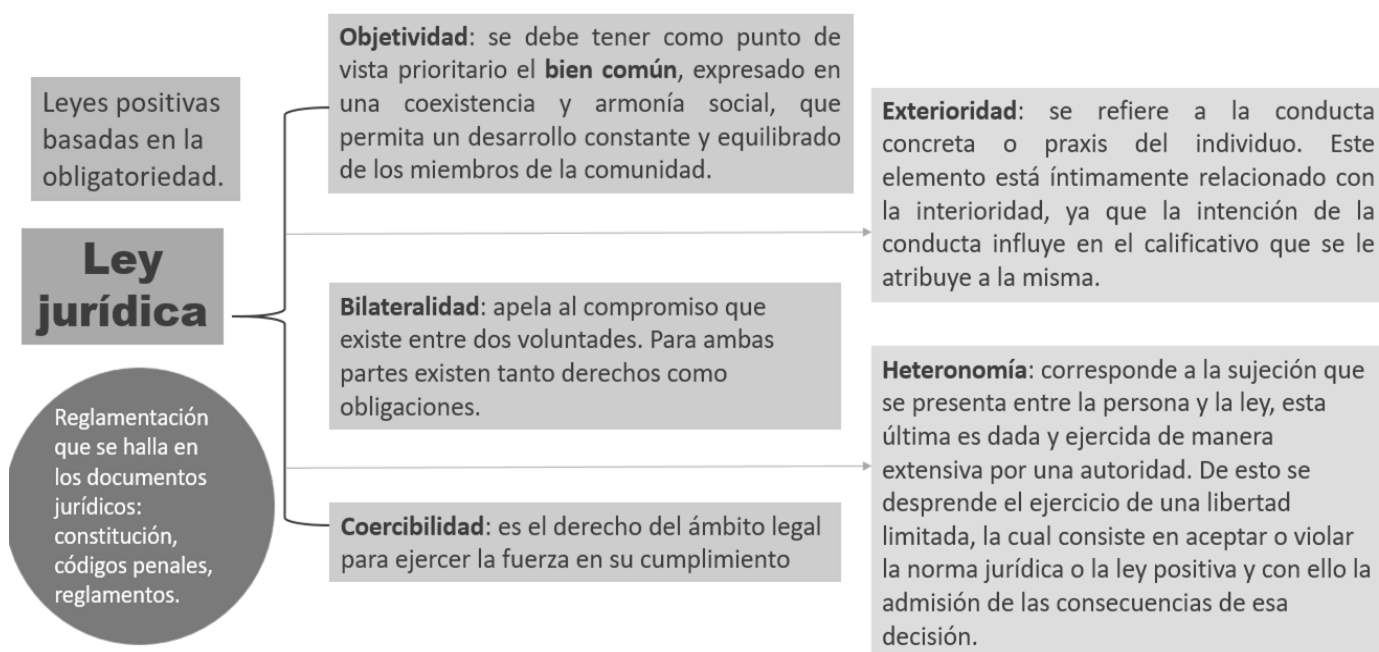 Leyes positivas
basadas en la
obligatoriedad.
Ley
jurídica
Reglamentación
que se halla en
los documentos
jurídicos:
constitución,
códigos penales,
reglamentos.
Objetividad: se debe tener como punto de
vista prioritario el bien común, expresado en
una coexistencia y armonía social, que
permita un desarrollo constante y equilibrado
de los miembros de la comunidad.
Bilateralidad: apela al compromiso que
existe entre dos voluntades. Para ambas
partes existen tanto derechos como
obligaciones.
Coercibilidad: es el derecho del ámbito legal
para ejercer la fuerza en su cumplimiento
Exterioridad: se refiere a la conducta
concreta o praxis del individuo. Este
elemento está íntimamente relacionado con
la interioridad, ya que la intención de la
conducta influye en el calificativo que se le
atribuye a la misma.
Heteronomía: corresponde a la sujeción que
se presenta entre la persona y la ley, esta
última es dada y ejercida de manera
extensiva por una autoridad. De esto se
desprende el ejercicio de una libertad
limitada, la cual consiste en aceptar o violar
la norma jurídica o la ley positiva y con ello la
admisión de las consecuencias de esa
decisión.